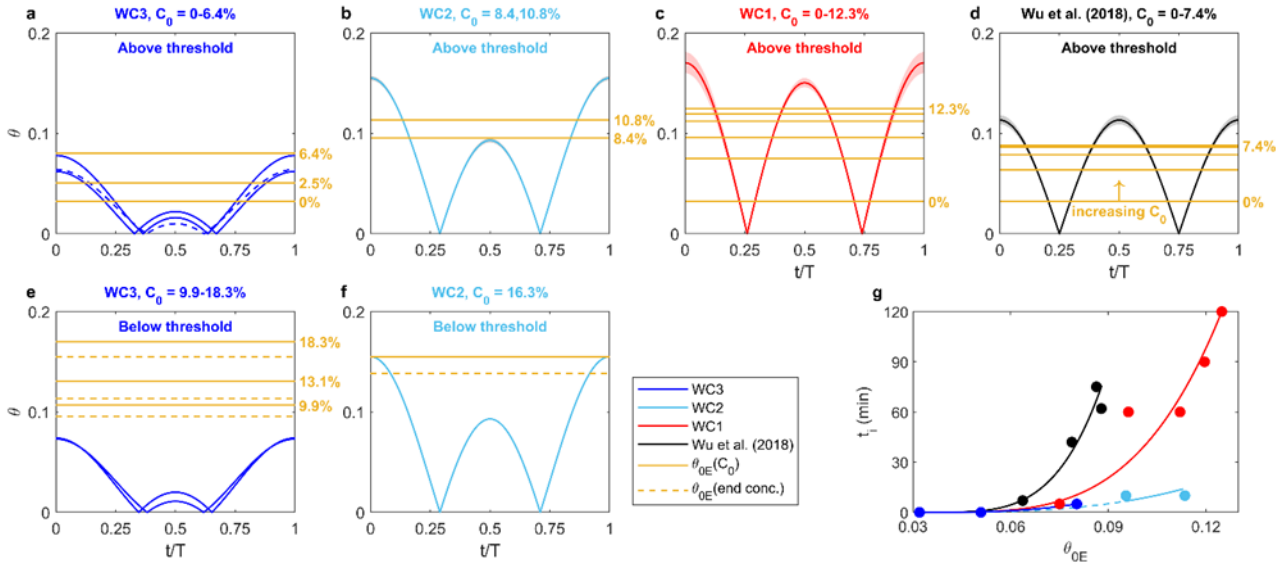 a
WC3, C0 = 0-6.4%
Above threshold
θ
0.2
0.1
0
6.4%
2.5%
0%
0
0.25
0.5
0.75
1
t/T
b
WC2, C0 = 8.4,10.8%
Above threshold
0.2
0.1
0
10.8%
8.4%
0
0.25
0.5
0.75
1
t/T
c
WC1, C0 = 0-12.3%
Above threshold
0.2
0.1
0
12.3%
0%
0
0.25
0.5
0.75
1
t/T
d
Wu et al. (2018), C0 = 0-7.4%
Above threshold
0.2
0.1
0
7.4%
↑
increasing C0
0%
0
0.25
0.5
0.75
1
t/T
e
WC3, C0 = 9.9-18.3%
Below threshold
θ
0.2
0.1
0
18.3%
13.1%
9.9%
0
0.25
0.5
0.75
1
t/T
f
WC2, C0 = 16.3%
Below threshold
0.2
0.1
0
0
0.25
0.5
0.75
1
t/T
WC3
WC2
WC1
Wu et al. (2018)
θ0E(C0)
θ0E(end conc.)
g
ti (min)
120
90
60
30
0
0.03
0.06
0.09
0.12
θ0E